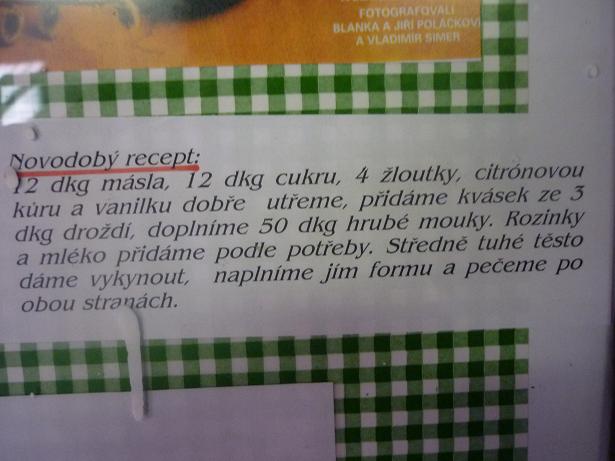 FOTOGRAFOVALI
BLANKA A JIŘÍ POLÁČKOVI
A VLADIMÍR SIMER
Novodobý recept:
12 dkg másla, 12 dkg cukru, 4 žloutky, citrónovou
kůru a vanilku dobře utřeme, přidáme kvásek ze 3
dkg droždí, doplníme 50 dkg hrubé mouky. Rozinky
a mléko přidáme podle potřeby. Středně tuhé těsto
dáme vykynout, naplníme jím formu a pečeme po
obou stranách.